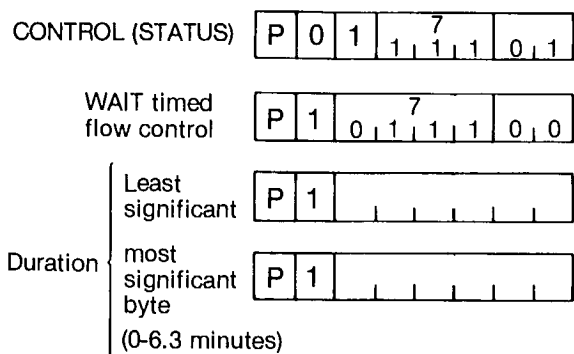 CONTROL (STATUS) P 0 1 7 1 1 1 0 1
WAIT timed
flow control
P 1 7 0 1 1 1 0 0
Least
significant
P 1
Duration
most
significant
byte
P 1
(0-6.3 minutes)